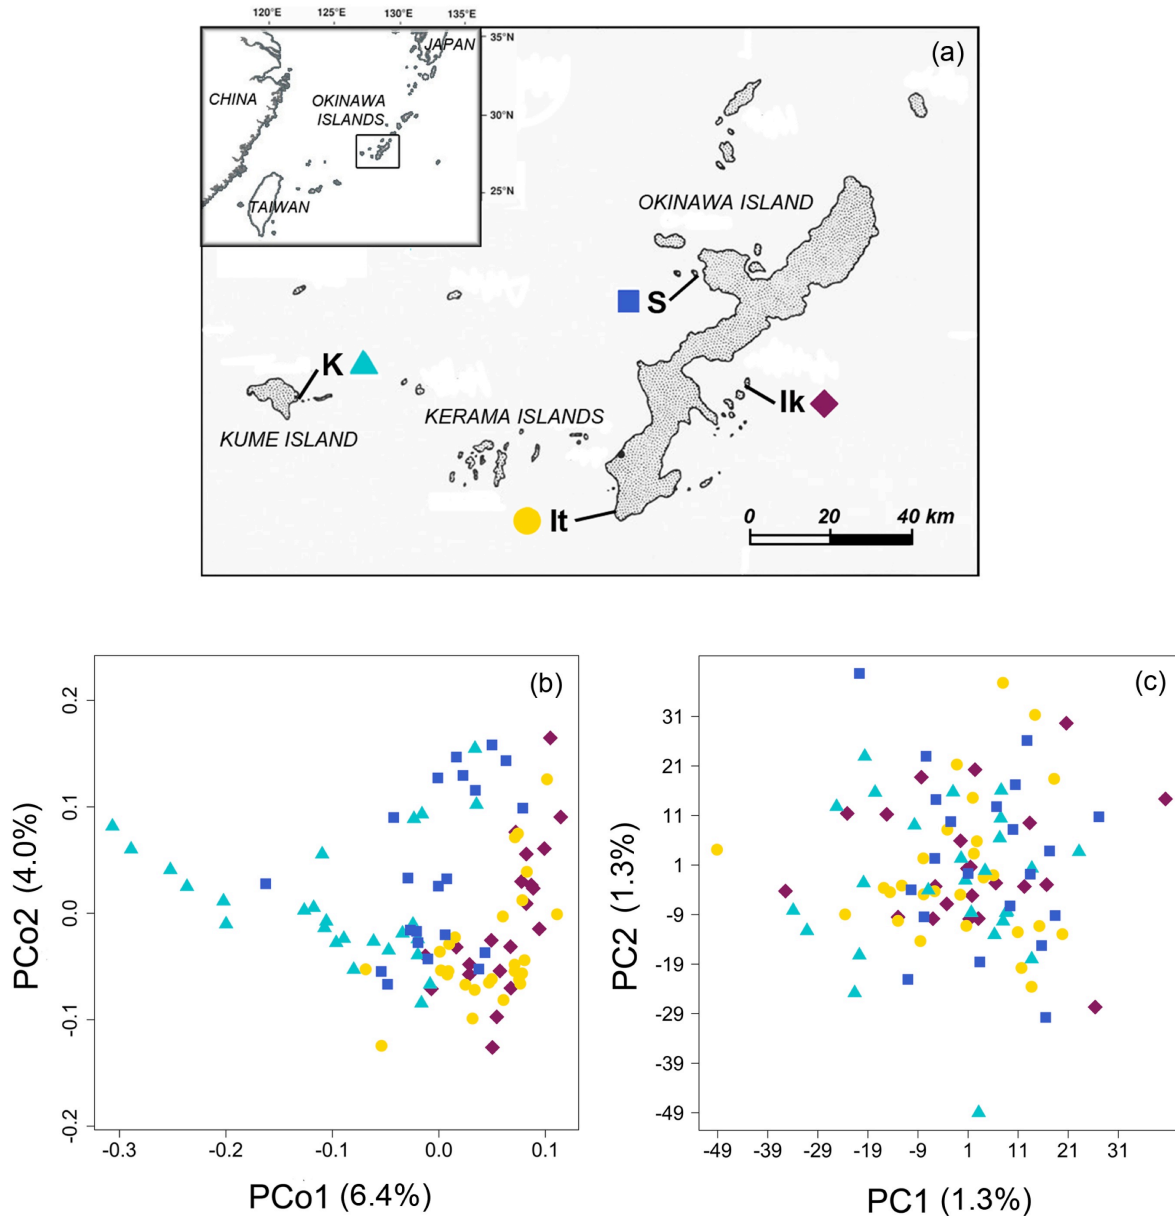 120°E 125°E 130°E 135°E
35°N
JAPAN
(a)
CHINA
OKINAWA
ISLANDS
30°N
25°N
TAIWAN
OKINAWA ISLAND
S
K
Ik
KERAMA ISLANDS
KUME ISLAND
It
0 20 40 km
(b)
0.2
0.1
0.0
-0.1
-0.2
PCo2 (4.0%)
-0.3 -0.2 -0.1 0.0 0.1
PCo1 (6.4%)
(c)
31
21
11
1
-9
-19
-29
-39
-49
PC2 (1.3%)
-49 -39 -29 -19 -9 1 11 21 31
PC1 (1.3%)